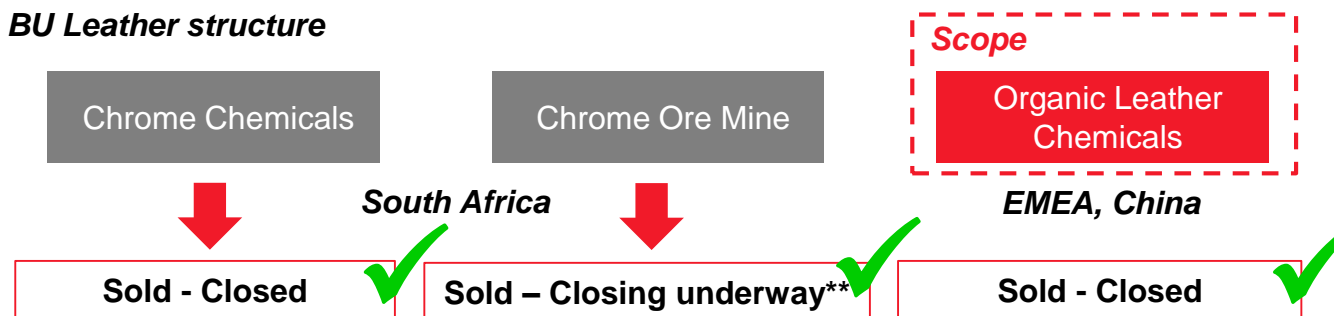 BU Leather structure
Scope
Chrome Chemicals
Chrome Ore Mine
Organic Leather
Chemicals
South Africa
EMEA, China
Sold - Closed
Sold – Closing underway**
Sold - Closed